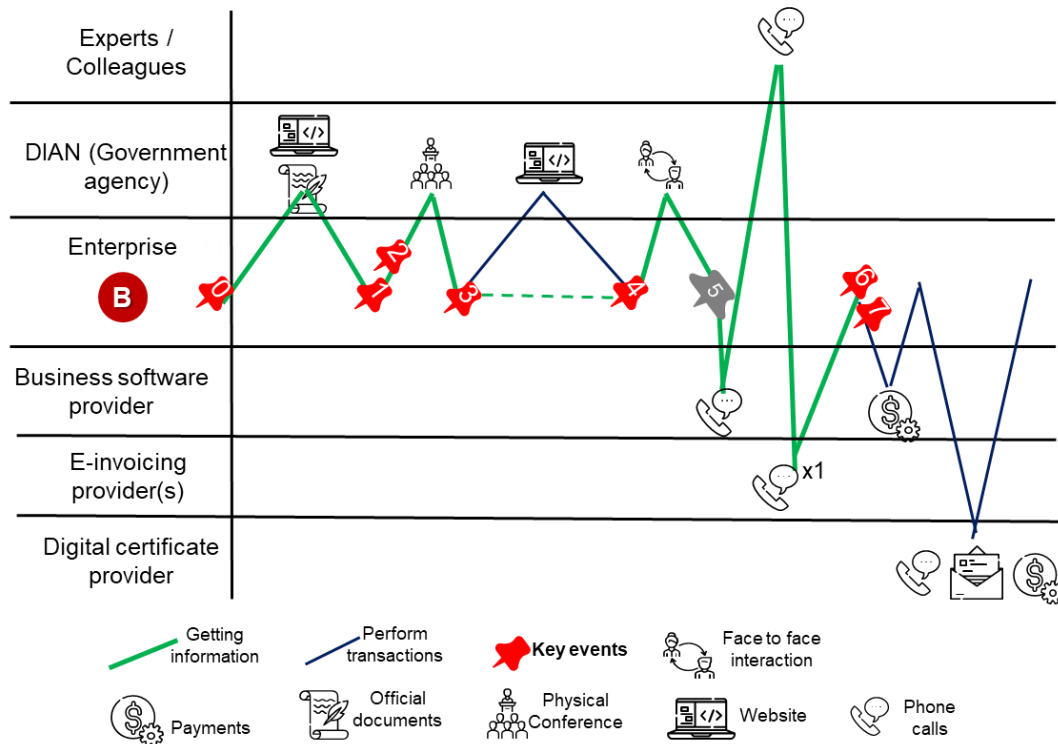 Experts /
Colleagues
DIAN (Government
agency)
Enterprise
B
0
1
2
3
4
5
6
7
Business software
provider
E-invoicing
provider(s)
x1
Digital certificate
provider
Getting
information
Perform
transactions
Key events
Face to face
interaction
Payments
Official
documents
Physical
Conference
Website
Phone
calls